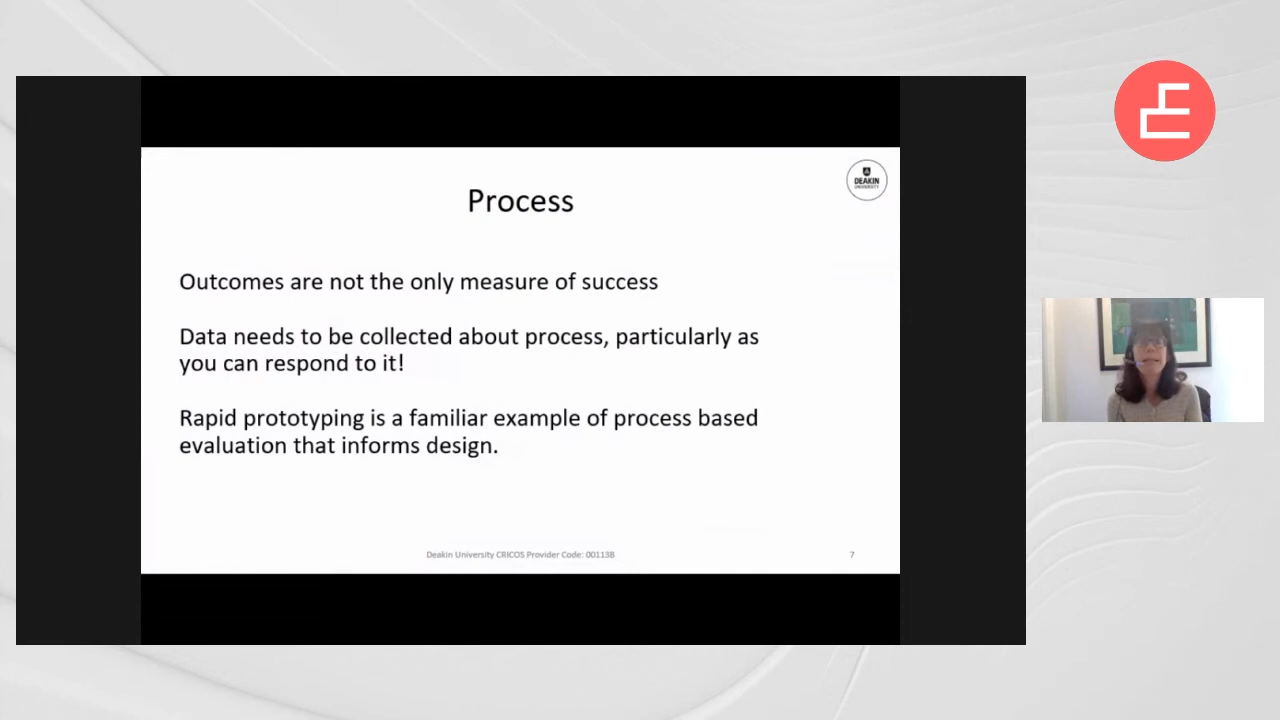 DEAKIN
UNIVERSITY
Process
Outcomes are not the only measure of success
Data needs to be collected about process, particularly as
you can respond to it!
Rapid prototyping is a familiar example of process based
evaluation that informs design.
Deakin University CRICOS Provider Code: 00113B
7